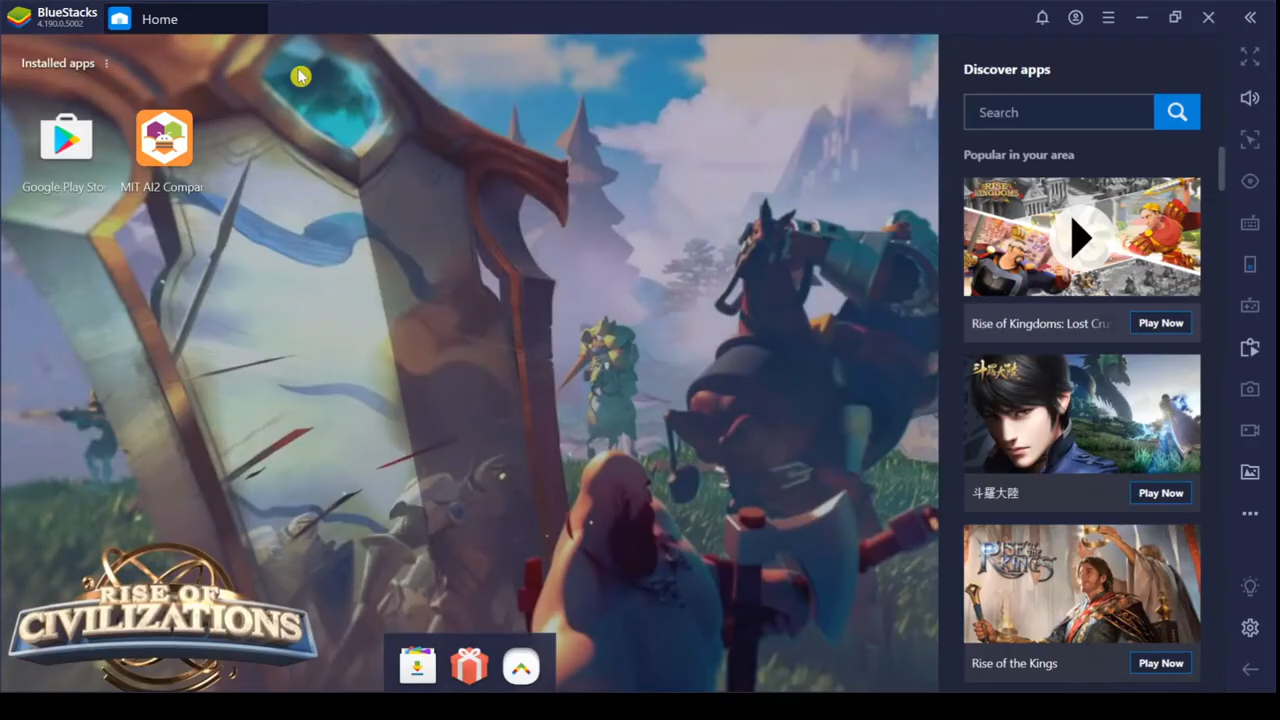 BlueStacks
4.190.0.5002
Home
Installed apps
Google Play Sto
MIT AI2 Compar
RISE OF
CIVILIZATIONS
Discover apps
Search
Popular in your area
RISE OF
KINGDOMS
Rise of Kingdoms: Lost Cru
Play Now
斗羅大陸
斗羅大陸
Play Now
RISE OF THE
KINGS
Rise of the Kings
Play Now